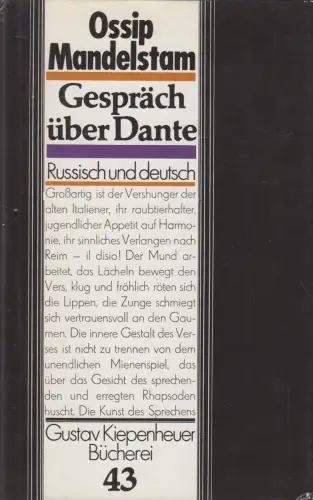 Ossip
Mandelstam
Gespräch
über Dante
Russisch und deutsch
Großartig ist der Vershunger der
alten Italiener, ihr raubtierhafter,
jugendlicher Appetit auf Harmo-
nie, ihr sinnliches Verlangen nach
Reim – il disio! Der Mund ar-
beitet, das Lächeln bewegt den
Vers, klug und fröhlich röten sich
die Lippen, die Zunge schmiegt
sich vertrauensvoll an den Gau-
men. Die innere Gestalt des Ver-
ses ist nicht zu trennen von dem
unendlichen Mienenspiel, das
über das Gesicht des sprechen-
den und erregten Rhapsoden
huscht. Die Kunst des Sprechens
Gustav Kiepenheuer
Bücherei
43